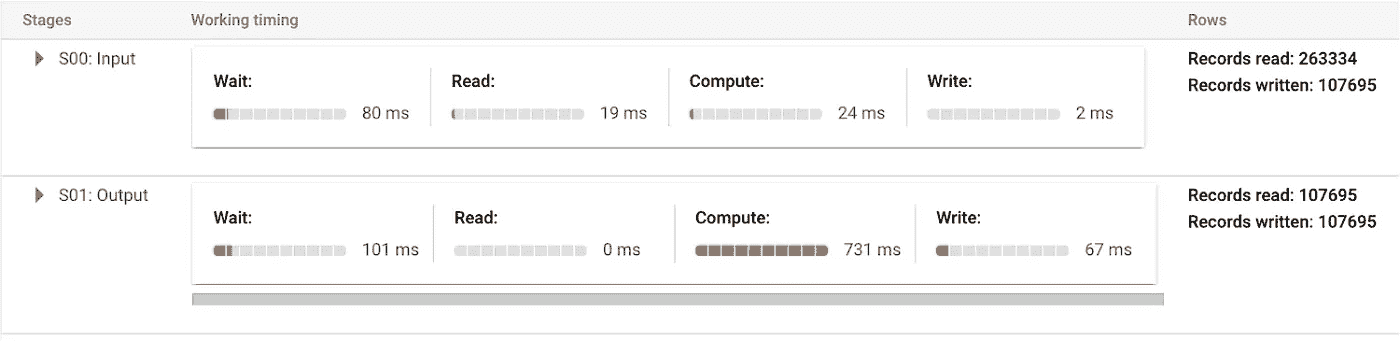 Stages Working timing Rows
S00: Input
Wait: Read: Compute: Write:
80 ms 19 ms 24 ms 2 ms
Records read: 263334
Records written: 107695
S01: Output
Wait: Read: Compute: Write:
101 ms 0 ms 731 ms 67 ms
Records read: 107695
Records written: 107695